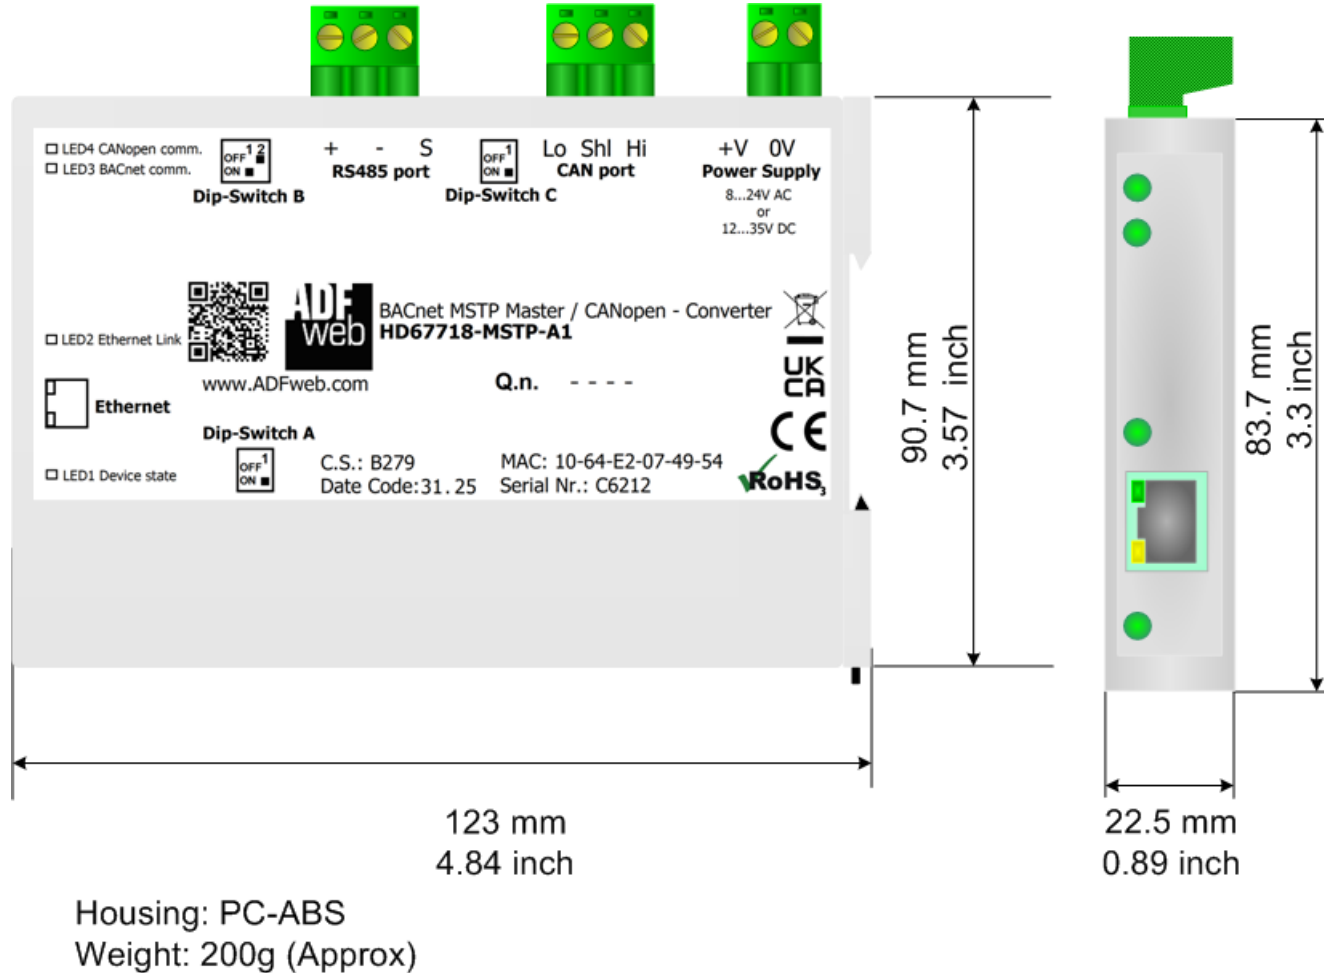 LED4 CANopen comm.
LED3 BACnet comm.
OFF 1 2
ON
Dip-Switch B
+ - S
RS485 port
OFF 1
ON
Dip-Switch C
Lo Shl Hi
CAN port
+V 0V
Power Supply
8...24V AC
or
12...35V DC
LED2 Ethernet Link
ADF
web
www.ADFweb.com
BACnet MSTP Master / CANopen - Converter
HD67718-MSTP-A1
Q.n. - - - -
UK
CA
CE
RoHS3
Ethernet
Dip-Switch A
OFF 1
ON
LED1 Device state
C.S.: B279
Date Code:31.25
MAC: 10-64-E2-07-49-54
Serial Nr.: C6212
90.7 mm
3.57 inch
83.7 mm
3.3 inch
123 mm
4.84 inch
22.5 mm
0.89 inch
Housing: PC-ABS
Weight: 200g (Approx)